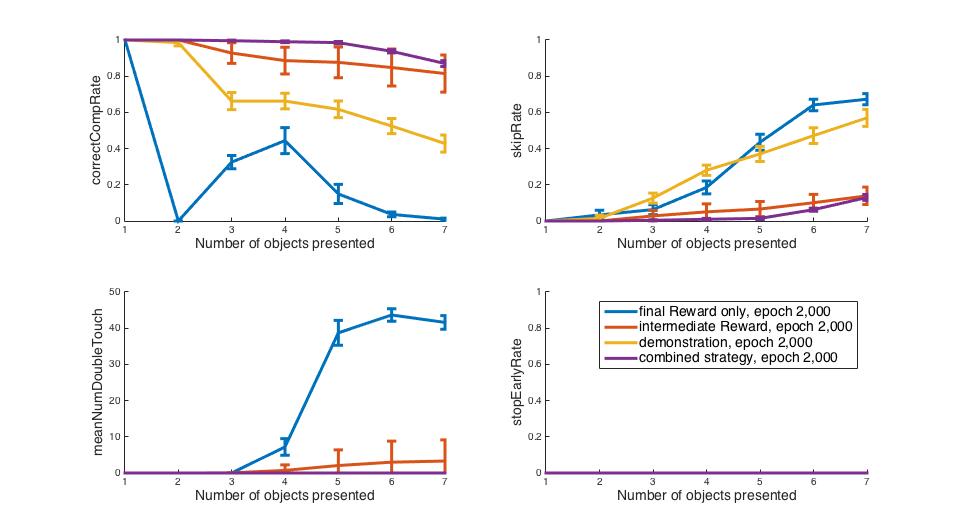 1
0.8
0.6
0.4
0.2
0
correctCompRate
1 2 3 4 5 6 7
Number of objects presented
1
0.8
0.6
0.4
0.2
0
skipRate
1 2 3 4 5 6 7
Number of objects presented
50
40
30
20
10
0
meanNumDoubleTouch
1 2 3 4 5 6 7
Number of objects presented
1
0.8
0.6
0.4
0.2
0
stopEarlyRate
final Reward only, epoch 2,000
intermediate Reward, epoch 2,000
demonstration, epoch 2,000
combined strategy, epoch 2,000
1 2 3 4 5 6 7
Number of objects presented